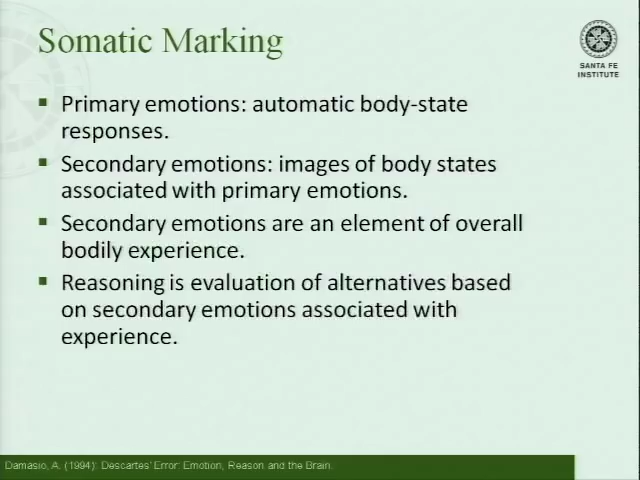 Somatic Marking
SANTA FE
INSTITUTE
Primary emotions: automatic body-state
responses.
Secondary emotions: images of body states
associated with primary emotions.
Secondary emotions are an element of overall
bodily experience.
Reasoning is evaluation of alternatives based
on secondary emotions associated with
experience.
Damasio, A. (1994): Descartes' Error: Emotion, Reason and the Brain.